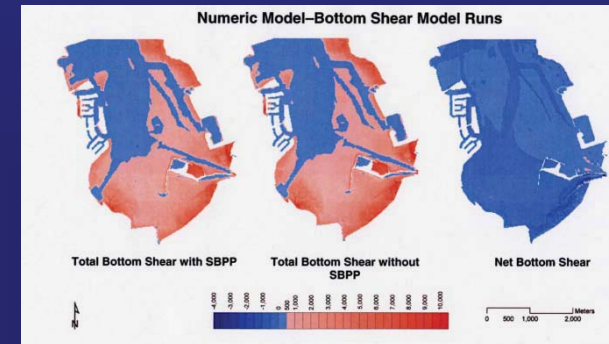 Numeric Model–Bottom Shear Model Runs
Total Bottom Shear with SBPP
Total Bottom Shear without
SBPP
Net Bottom Shear
N
-4,000
-3,000
-2,000
-1,000
0
500
1,000
2,000
3,000
4,000
5,000
6,000
7,000
8,000
9,000
10,000
Meters
0 500 1,000 2,000